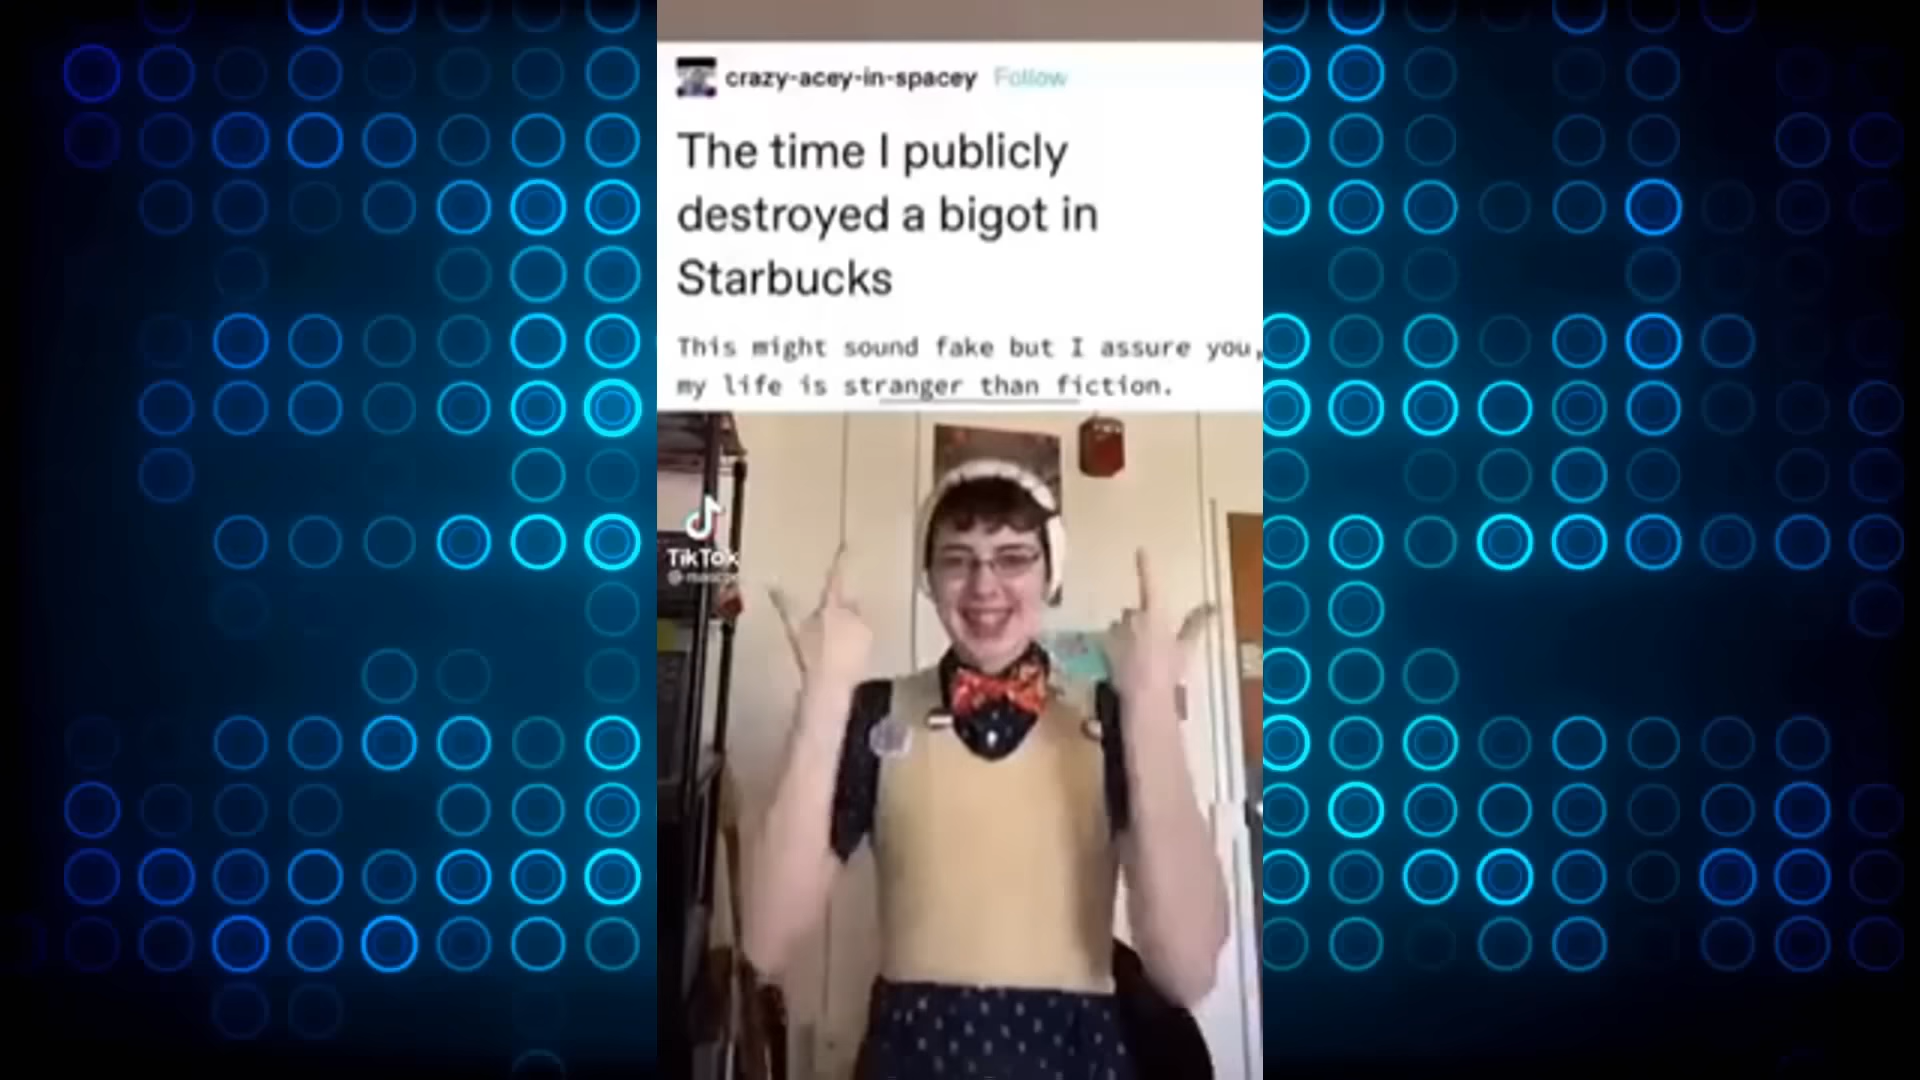 crazy-acey-in-spacey Follow
The time I publicly
destroyed a bigot in
Starbucks
This might sound fake but I assure you,
my life is stranger than fiction.
TikTok